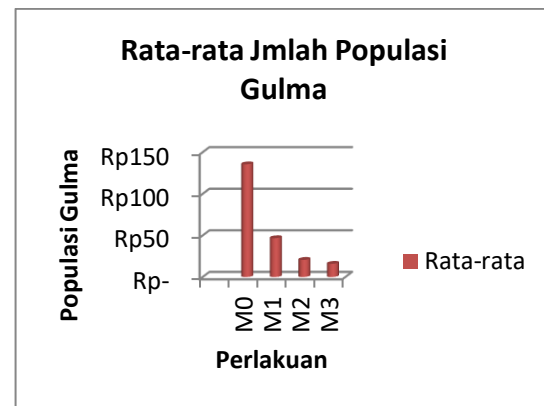 Rata-rata Jmlah Populasi
Gulma
Populasi Gulma
Rp150
Rp100
Rp50
Rp-
M0
M1
M2
M3
Perlakuan
Rata-rata